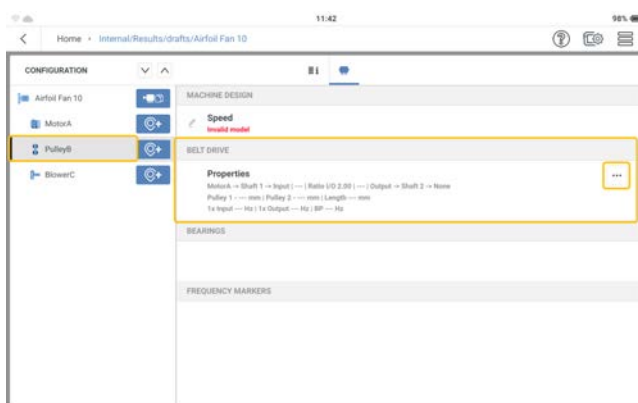 11:42
98%
Home › Internal/Results/drafts/Airfoil Fan 10
CONFIGURATION
Airfoil Fan 10
MACHINE DESIGN
MotorA
Speed
Invalid model
PulleyB
BELT DRIVE
BlowerC
Properties
MotorA -> Shaft 1 -> Input | --- | Ratio I/O 2.00 | --- | Output -> Shaft 2 -> None
Pulley 1 - --- mm | Pulley 2 - --- mm | Length --- mm
1x Input --- Hz | 1x Output --- Hz | BP --- Hz
BEARINGS
FREQUENCY MARKERS